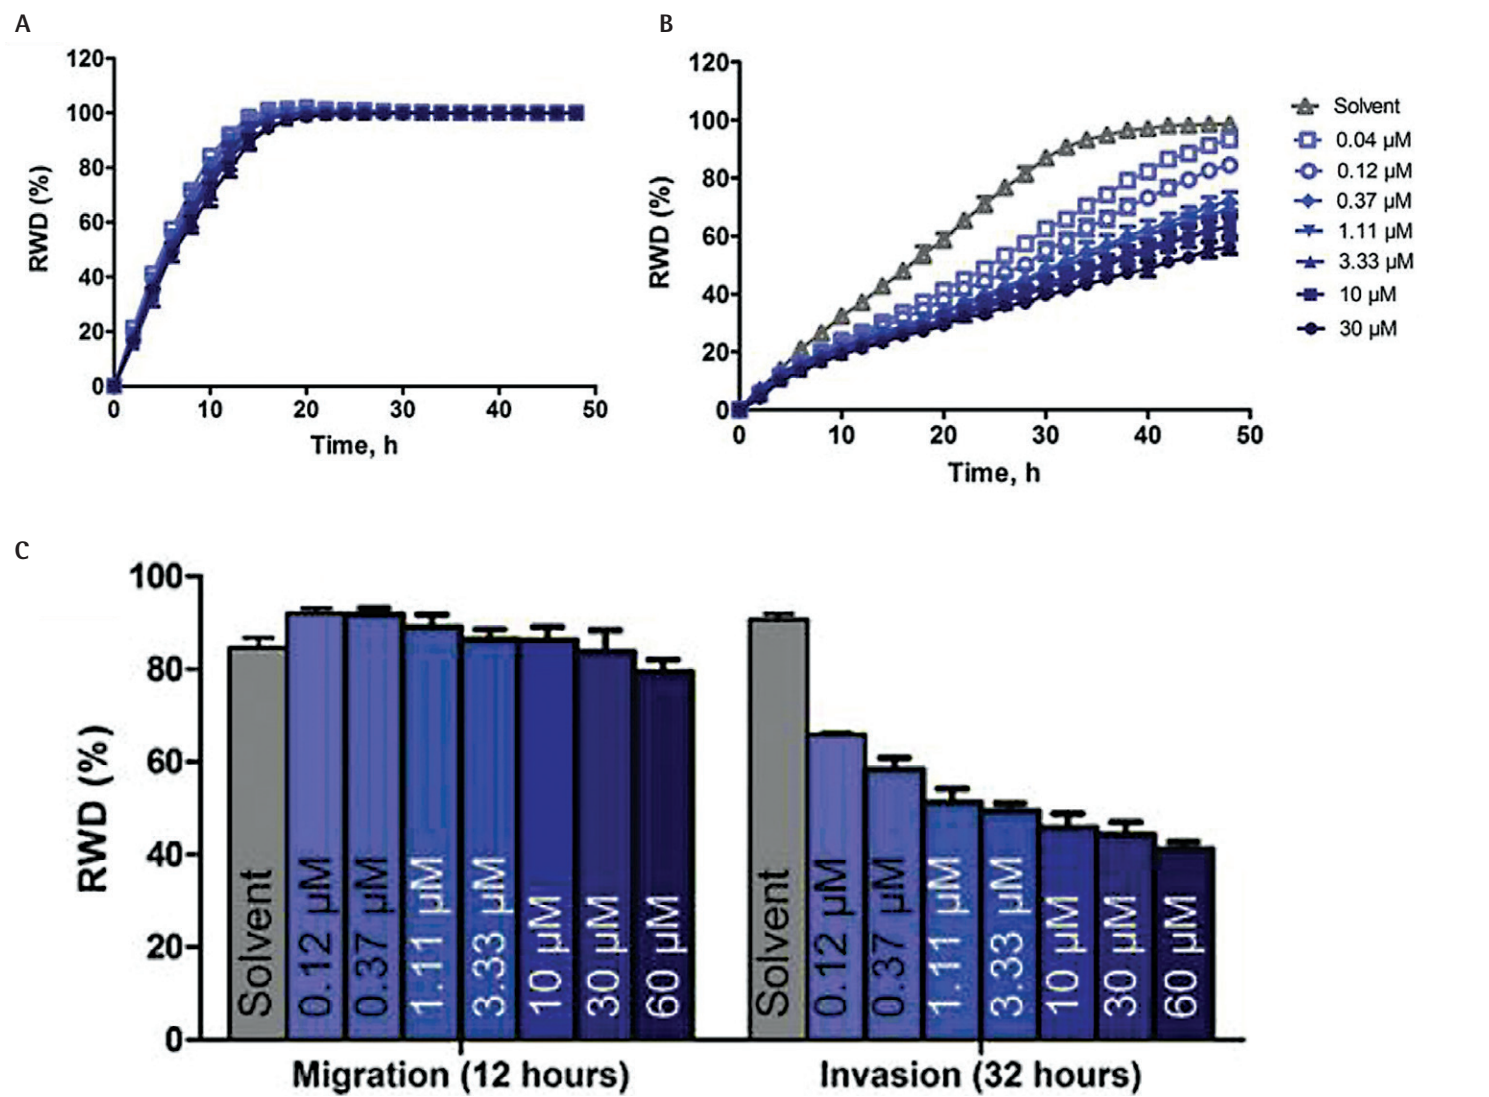 A
B
120
100
80
60
40
20
0
RWD (%)
0 10 20 30 40 50
Time, h
120
100
80
60
40
20
0
RWD (%)
0 10 20 30 40 50
Time, h
Solvent
0.04 µM
0.12 µM
0.37 µM
1.11 µM
3.33 µM
10 µM
30 µM
C
100
80
60
40
20
0
RWD (%)
Solvent
0.12 µM
0.37 µM
1.11 µM
3.33 µM
10 µM
30 µM
60 µM
Solvent
0.12 µM
0.37 µM
1.11 µM
3.33 µM
10 µM
30 µM
60 µM
Migration (12 hours)
Invasion (32 hours)